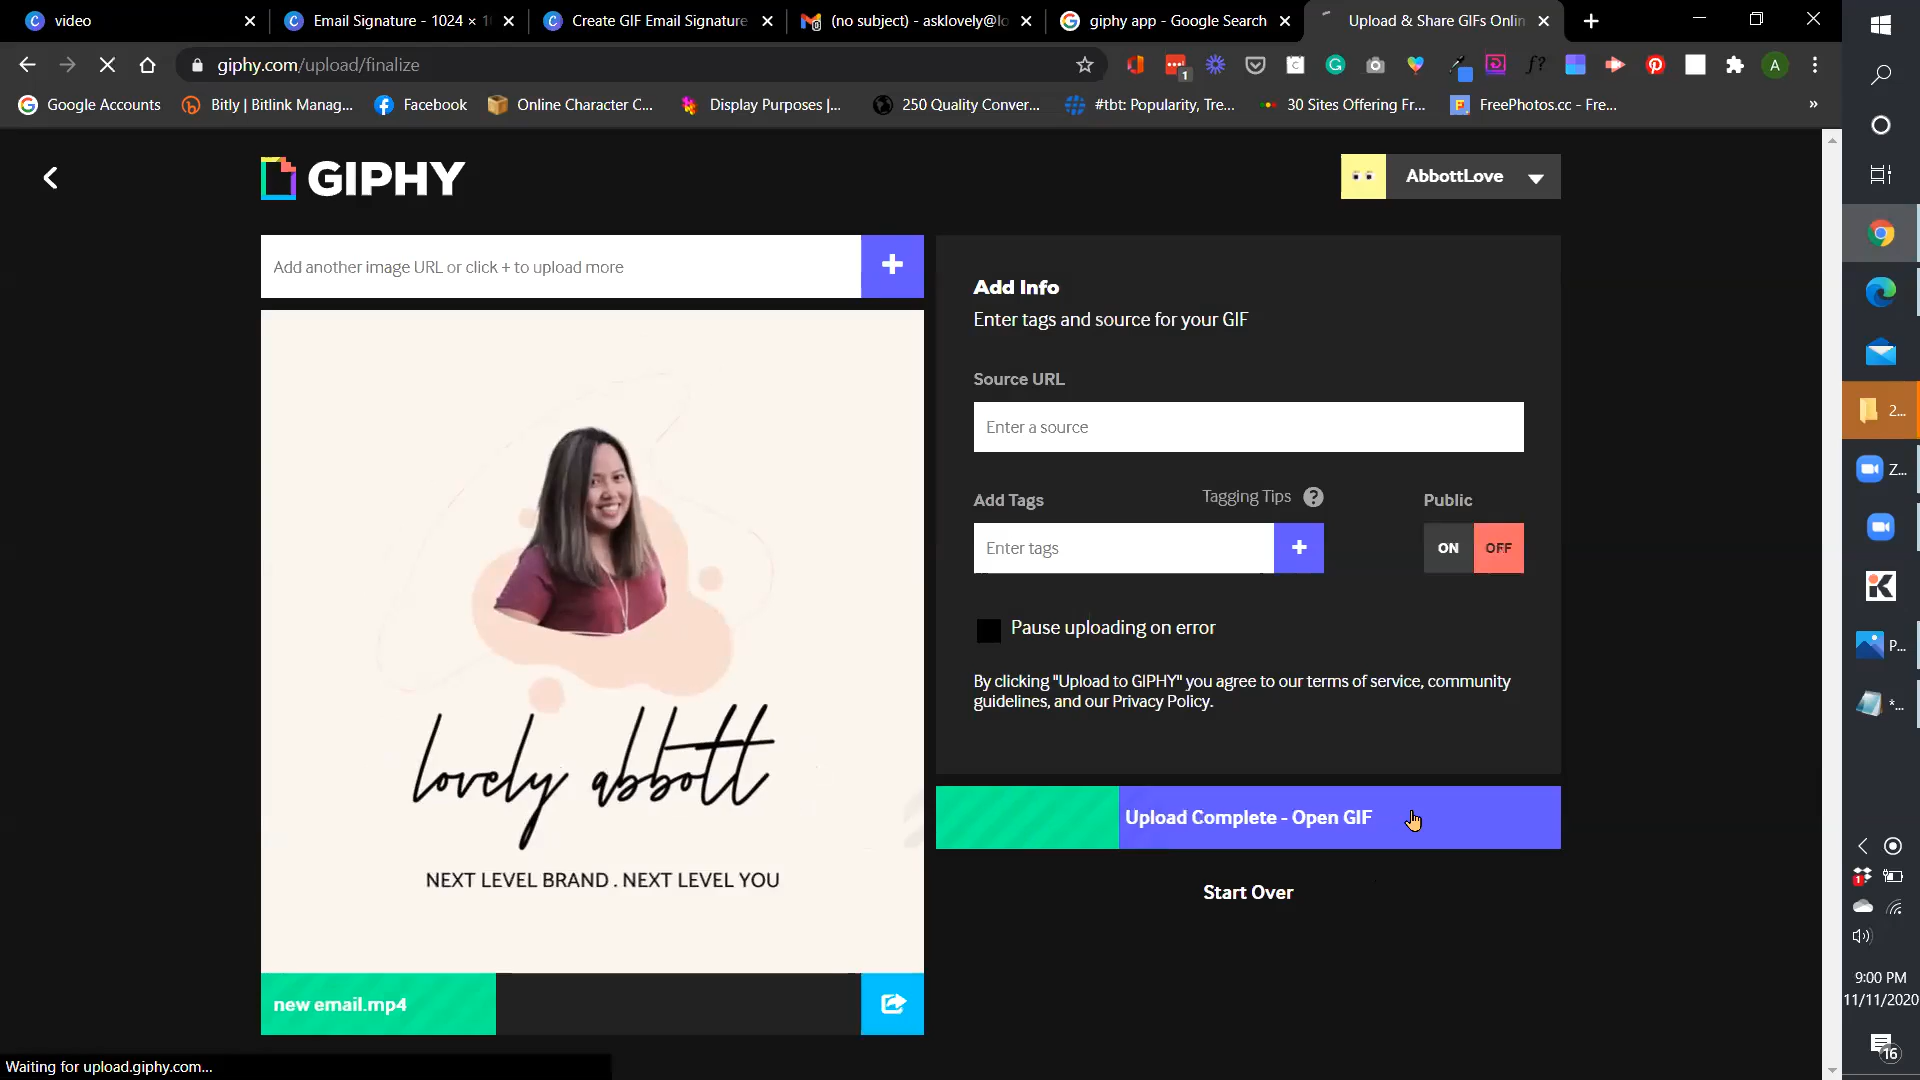 video
Email Signature - 1024 × 1
Create GIF Email Signature
(no subject) - asklovely@lo
giphy app - Google Search
Upload & Share GIFs Onlin
giphy.com/upload/finalize
1
A
Google Accounts
Bitly | Bitlink Manag...
Facebook
Online Character C...
Display Purposes |...
250 Quality Conver...
#tbt: Popularity, Tre...
30 Sites Offering Fr...
FreePhotos.cc - Fre...
»
GIPHY
AbbottLove
Add another image URL or click + to upload more
Add Info
Enter tags and source for your GIF
Source URL
Enter a source
Add Tags
Tagging Tips ?
Public
Enter tags
ON
OFF
Pause uploading on error
By clicking "Upload to GIPHY" you agree to our terms of service, community
guidelines, and our Privacy Policy.
lovely abbott
NEXT LEVEL BRAND . NEXT LEVEL YOU
Upload Complete - Open GIF
Start Over
new email.mp4
Waiting for upload.giphy.com...
2...
Z...
P...
*...
1
9:00 PM
11/11/2020
16